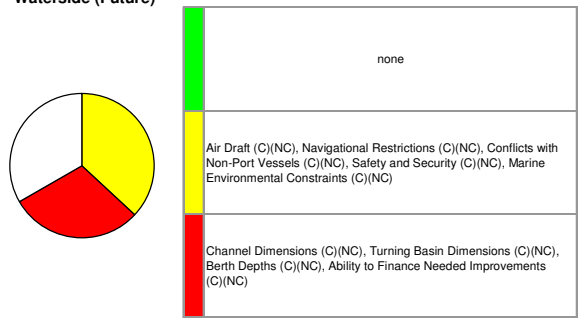 Waterside (Future)
none
Air Draft (C)(NC), Navigational Restrictions (C)(NC), Conflicts with
Non-Port Vessels (C)(NC), Safety and Security (C)(NC), Marine
Environmental Constraints (C)(NC)
Channel Dimensions (C)(NC), Turning Basin Dimensions (C)(NC),
Berth Depths (C)(NC), Ability to Finance Needed Improvements
(C)(NC)